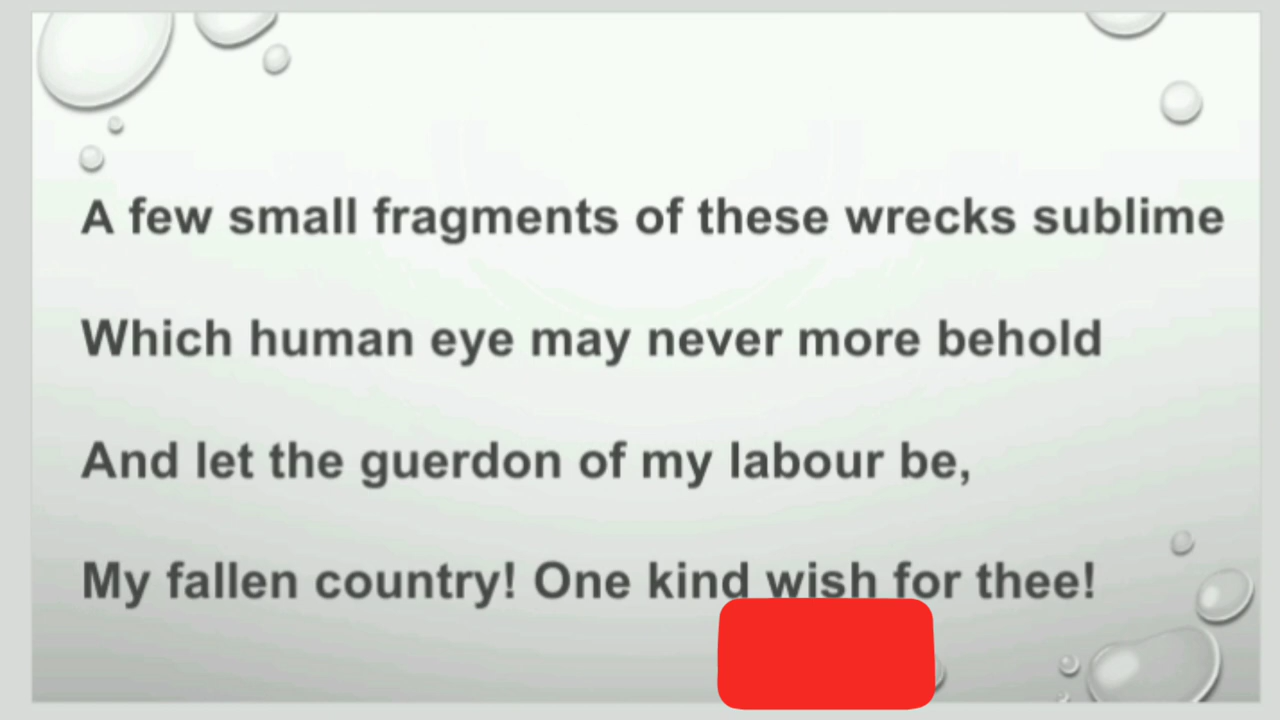 A few small fragments of these wrecks sublime
Which human eye may never more behold
And let the guerdon of my labour be,
My fallen country! One kind wish for thee!